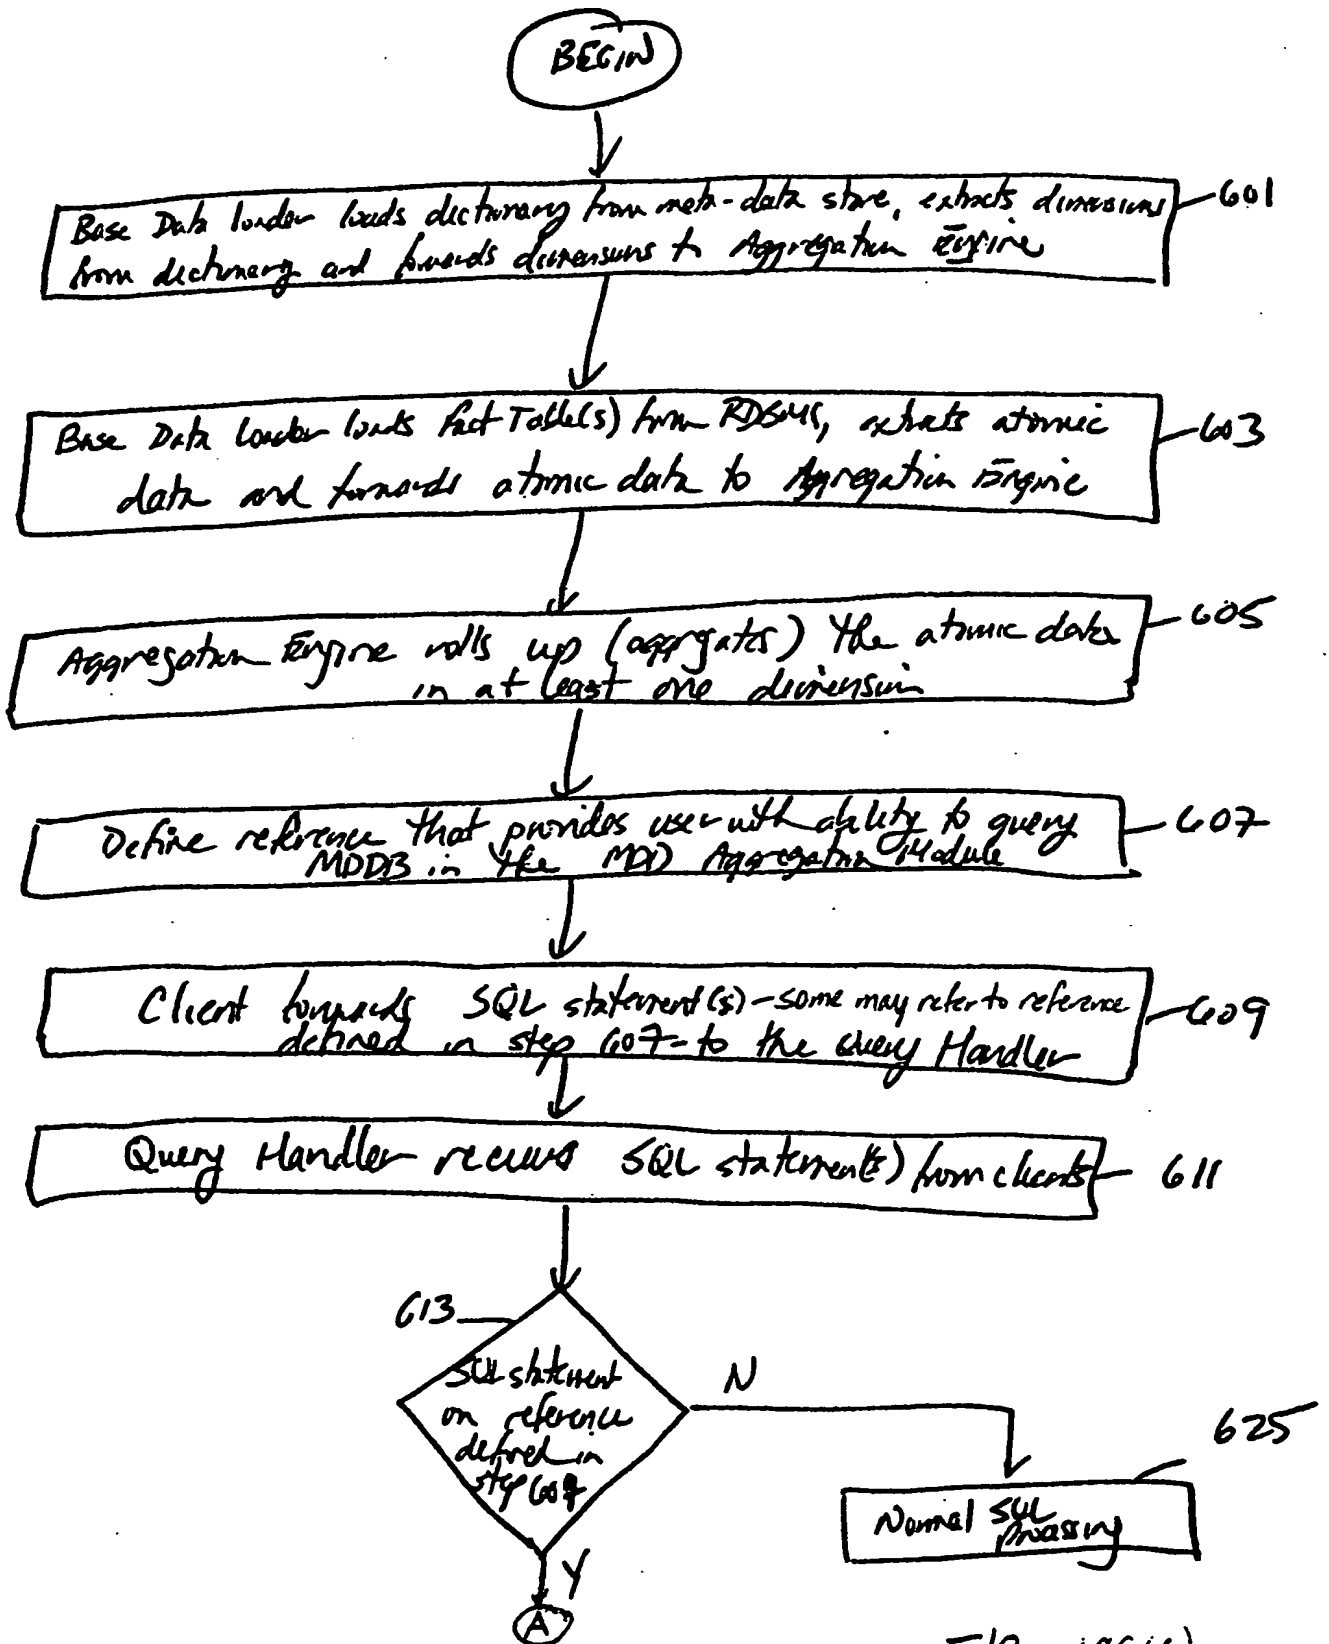 BEGIN
Base Data loader loads dictionary from meta-data store, extracts dimensions
from dictionary and forwards dimensions to Aggregation Engine
601
Base Data loader loads Fact Table(s) from RDBMS, extracts atomic
data and forwards atomic data to Aggregation Engine
603
Aggregation Engine rolls up (aggregates) the atomic data
in at least one dimension
605
Define reference that provides user with ability to query
MDDB in the MDD Aggregation Module
607
Client forwards SQL statement(s) - some may refer to reference
defined in step 607 - to the Query Handler
609
Query Handler receives SQL statement(s) from clients
611
613
SQL statement
on reference
defined in
step 607
N
625
Normal SQL
processing
Y
A